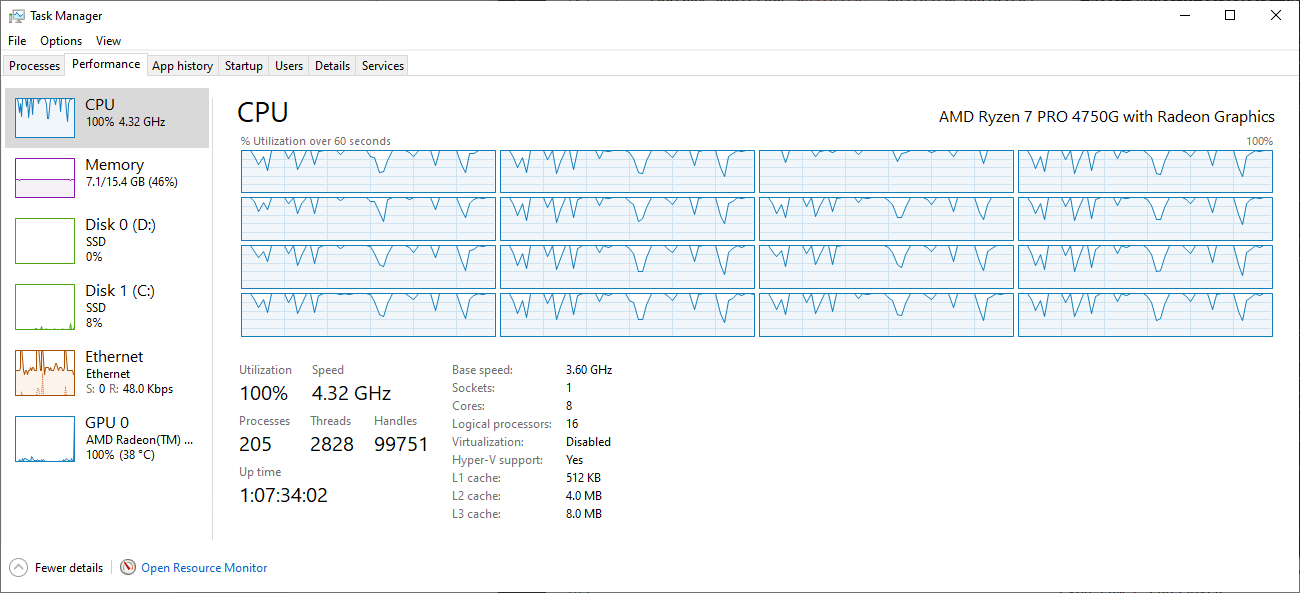 Task Manager
File Options View
Processes Performance App history Startup Users Details Services
CPU
100% 4.32 GHz
Memory
7.1/15.4 GB (46%)
Disk 0 (D:)
SSD
0%
Disk 1 (C:)
SSD
8%
Ethernet
Ethernet
S: 0 R: 48.0 Kbps
GPU 0
AMD Radeon(TM) ...
100% (38 °C)
CPU
AMD Ryzen 7 PRO 4750G with Radeon Graphics
% Utilization over 60 seconds
100%
Utilization Speed
100% 4.32 GHz
Processes Threads Handles
205 2828 99751
Up time
1:07:34:02
Base speed: 3.60 GHz
Sockets: 1
Cores: 8
Logical processors: 16
Virtualization: Disabled
Hyper-V support: Yes
L1 cache: 512 KB
L2 cache: 4.0 MB
L3 cache: 8.0 MB
Fewer details
Open Resource Monitor